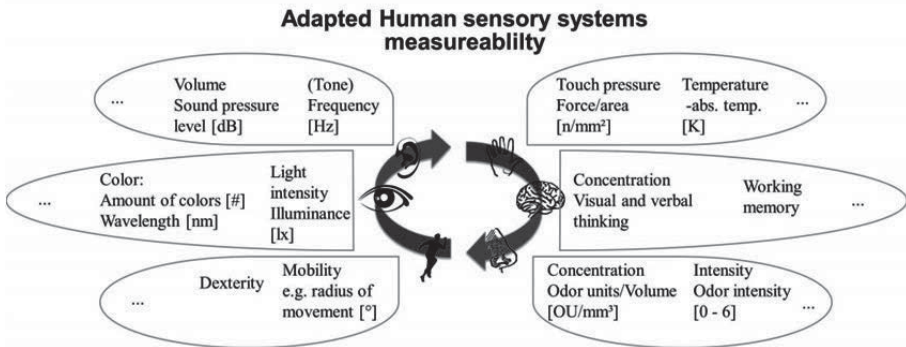 Adapted Human sensory systems
measureablilty
... Volume (Tone)
Sound pressure Frequency
level [dB] [Hz]
Touch pressure Temperature
Force/area -abs. temp. ...
[n/mm²] [K]
Color: Light
... Amount of colors [#] intensity
Wavelength [nm] Illuminance
[lx]
Concentration Working
Visual and verbal memory ...
thinking
... Dexterity Mobility
e.g. radius of
movement [°]
Concentration Intensity
Odor units/Volume Odor intensity
[OU/mm³] [0 - 6] ...